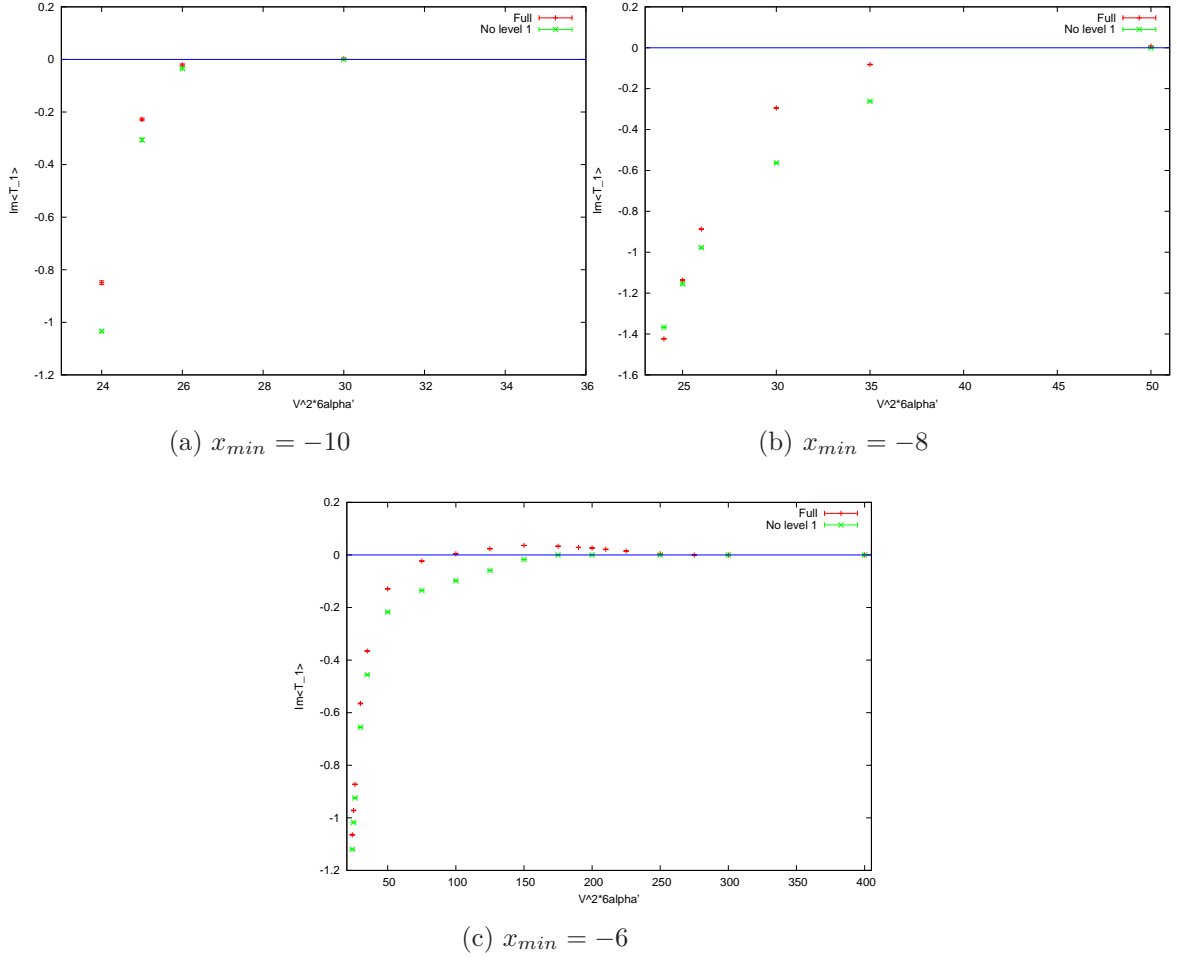 Full
No level 1
0
-0.2
-0.4
-0.6
-0.8
-1
-1.2
Im<T_1>
24 26 28 30 32 34 36
V^2*6alpha'
(a) x_min = −10
Full
No level 1
0.2
0
-0.2
-0.4
-0.6
-0.8
-1
-1.2
-1.4
-1.6
Im<T_1>
25 30 35 40 45 50
V^2*6alpha'
(b) x_min = −8
Full
No level 1
0.2
0
-0.2
-0.4
-0.6
-0.8
-1
-1.2
Im<T_1>
50 100 150 200 250 300 350 400
V^2*6alpha'
(c) x_min = −6